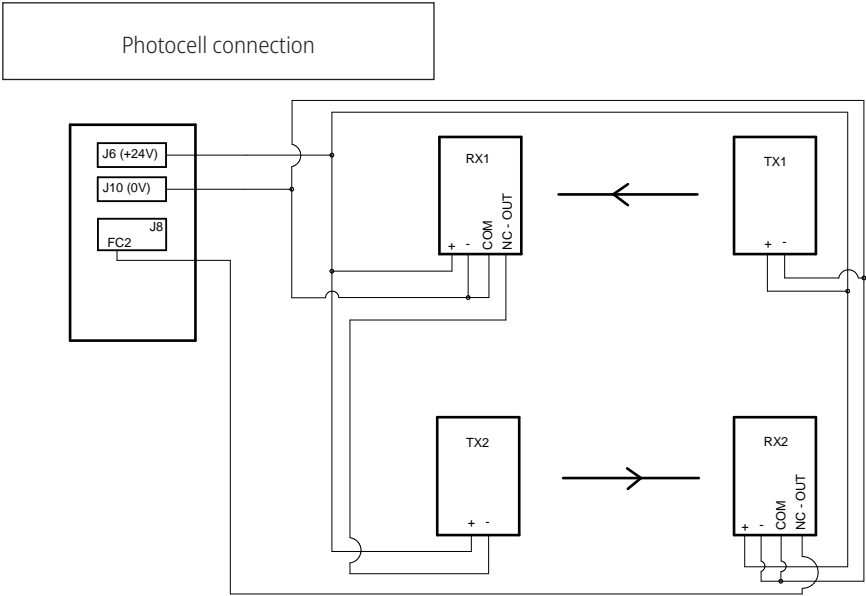 Photocell connection
J6 (+24V)
J10 (0V)
J8
FC2
RX1
+ - COM NC - OUT
TX1
+ -
TX2
+ -
RX2
+ - COM NC - OUT